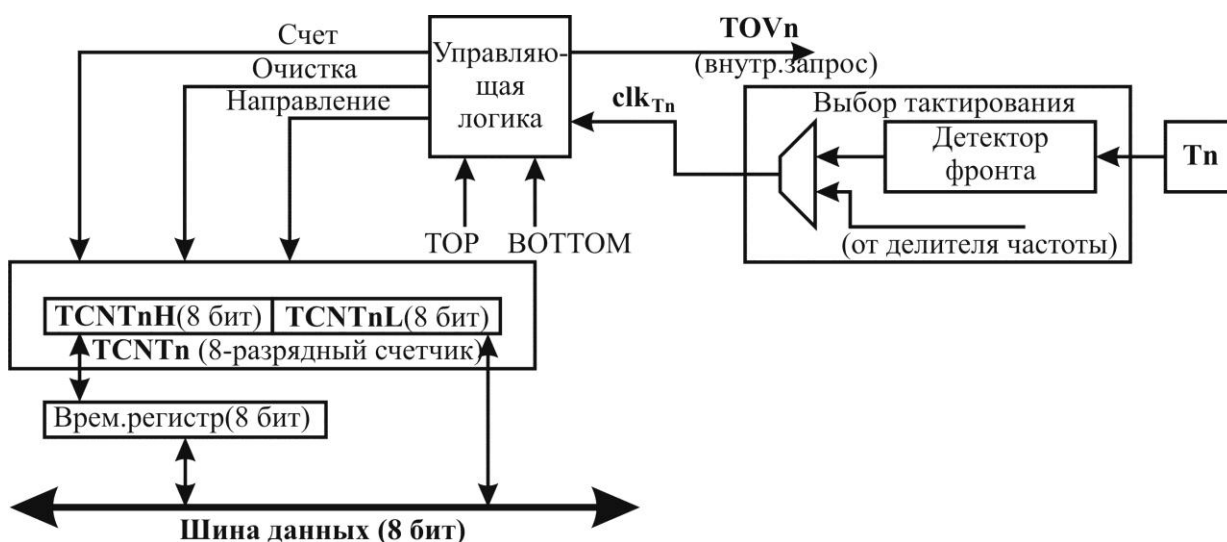 Счет
Очистка
Направление
Управляю-
щая
логика
TOVn
(внутр.запрос)
clkTn
Выбор тактирования
Детектор
фронта
Tn
(от делителя частоты)
TOP
BOTTOM
TCNTnH(8 бит)
TCNTnL(8 бит)
TCNTn (8-разрядный счетчик)
Врем.регистр(8 бит)
Шина данных (8 бит)